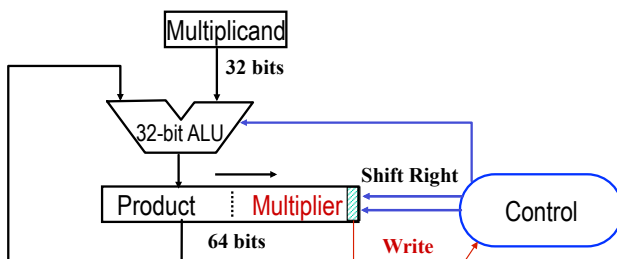 Multiplicand
32 bits
32-bit ALU
Shift Right
Product Multiplier
Control
64 bits
Write